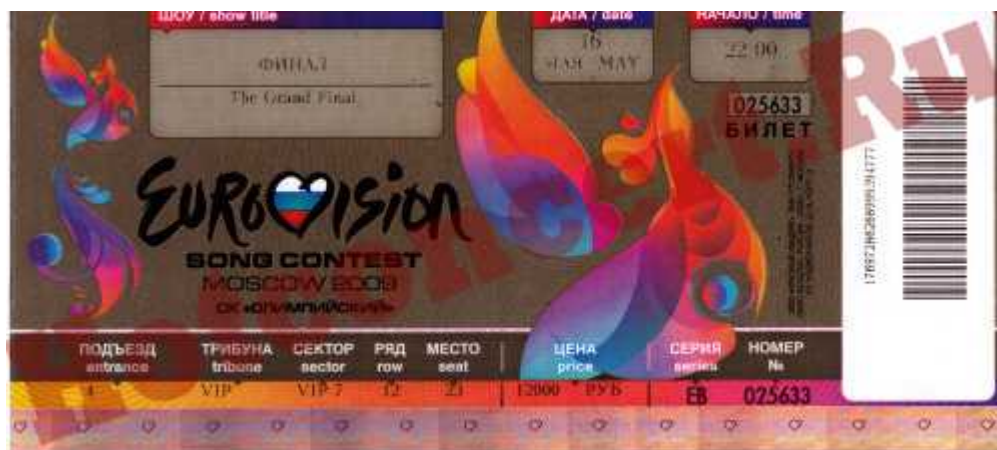 ШОУ / show title
ДАТА / date
НАЧАЛО / time
ФИНАЛ
The Grand Final
16
МАЯ MAY
22:00
025633
БИЛЕТ
EUROVISION
SONG CONTEST
MOSCOW 2009
СК «ОЛИМПИЙСКИЙ»
ПОДЪЕЗД ТРИБУНА СЕКТОР РЯД МЕСТО ЦЕНА СЕРИЯ НОМЕР
entrance tribune sector row seat price series №
4 VIP VIP-7 12 23 12000 РУБ ЕВ 025633